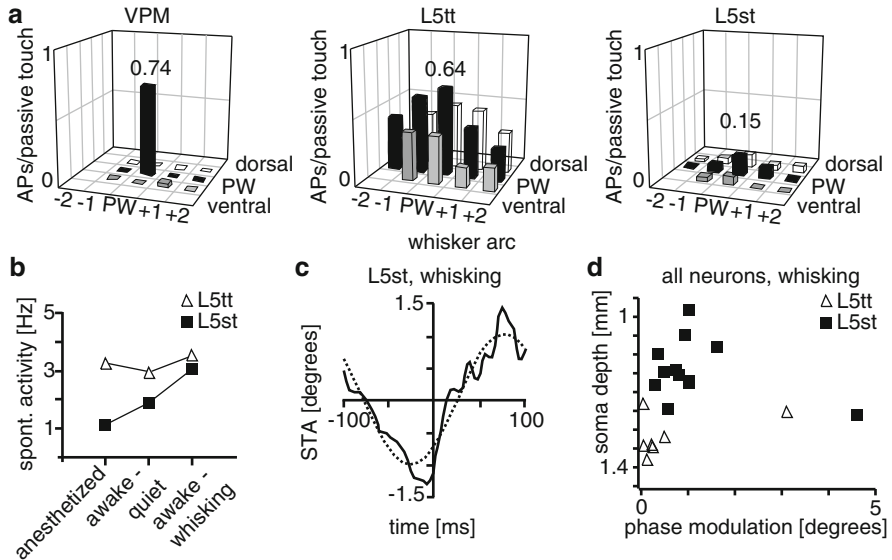 a
VPM
L5tt
L5st
APs/passive touch
1
0
0.74
-2 -1 PW +1 +2
dorsal
PW
ventral
APs/passive touch
1
0
0.64
-2 -1 PW +1 +2
dorsal
PW
ventral
APs/passive touch
1
0
0.15
-2 -1 PW +1 +2
dorsal
PW
ventral
whisker arc
b
spont. activity [Hz]
5
3
1
L5tt
L5st
anesthetized
awake - quiet
awake - whisking
c
L5st, whisking
STA [degrees]
1.5
-100
100
-1.5
time [ms]
d
all neurons, whisking
L5tt
L5st
soma depth [mm]
1
1.4
0
5
phase modulation [degrees]